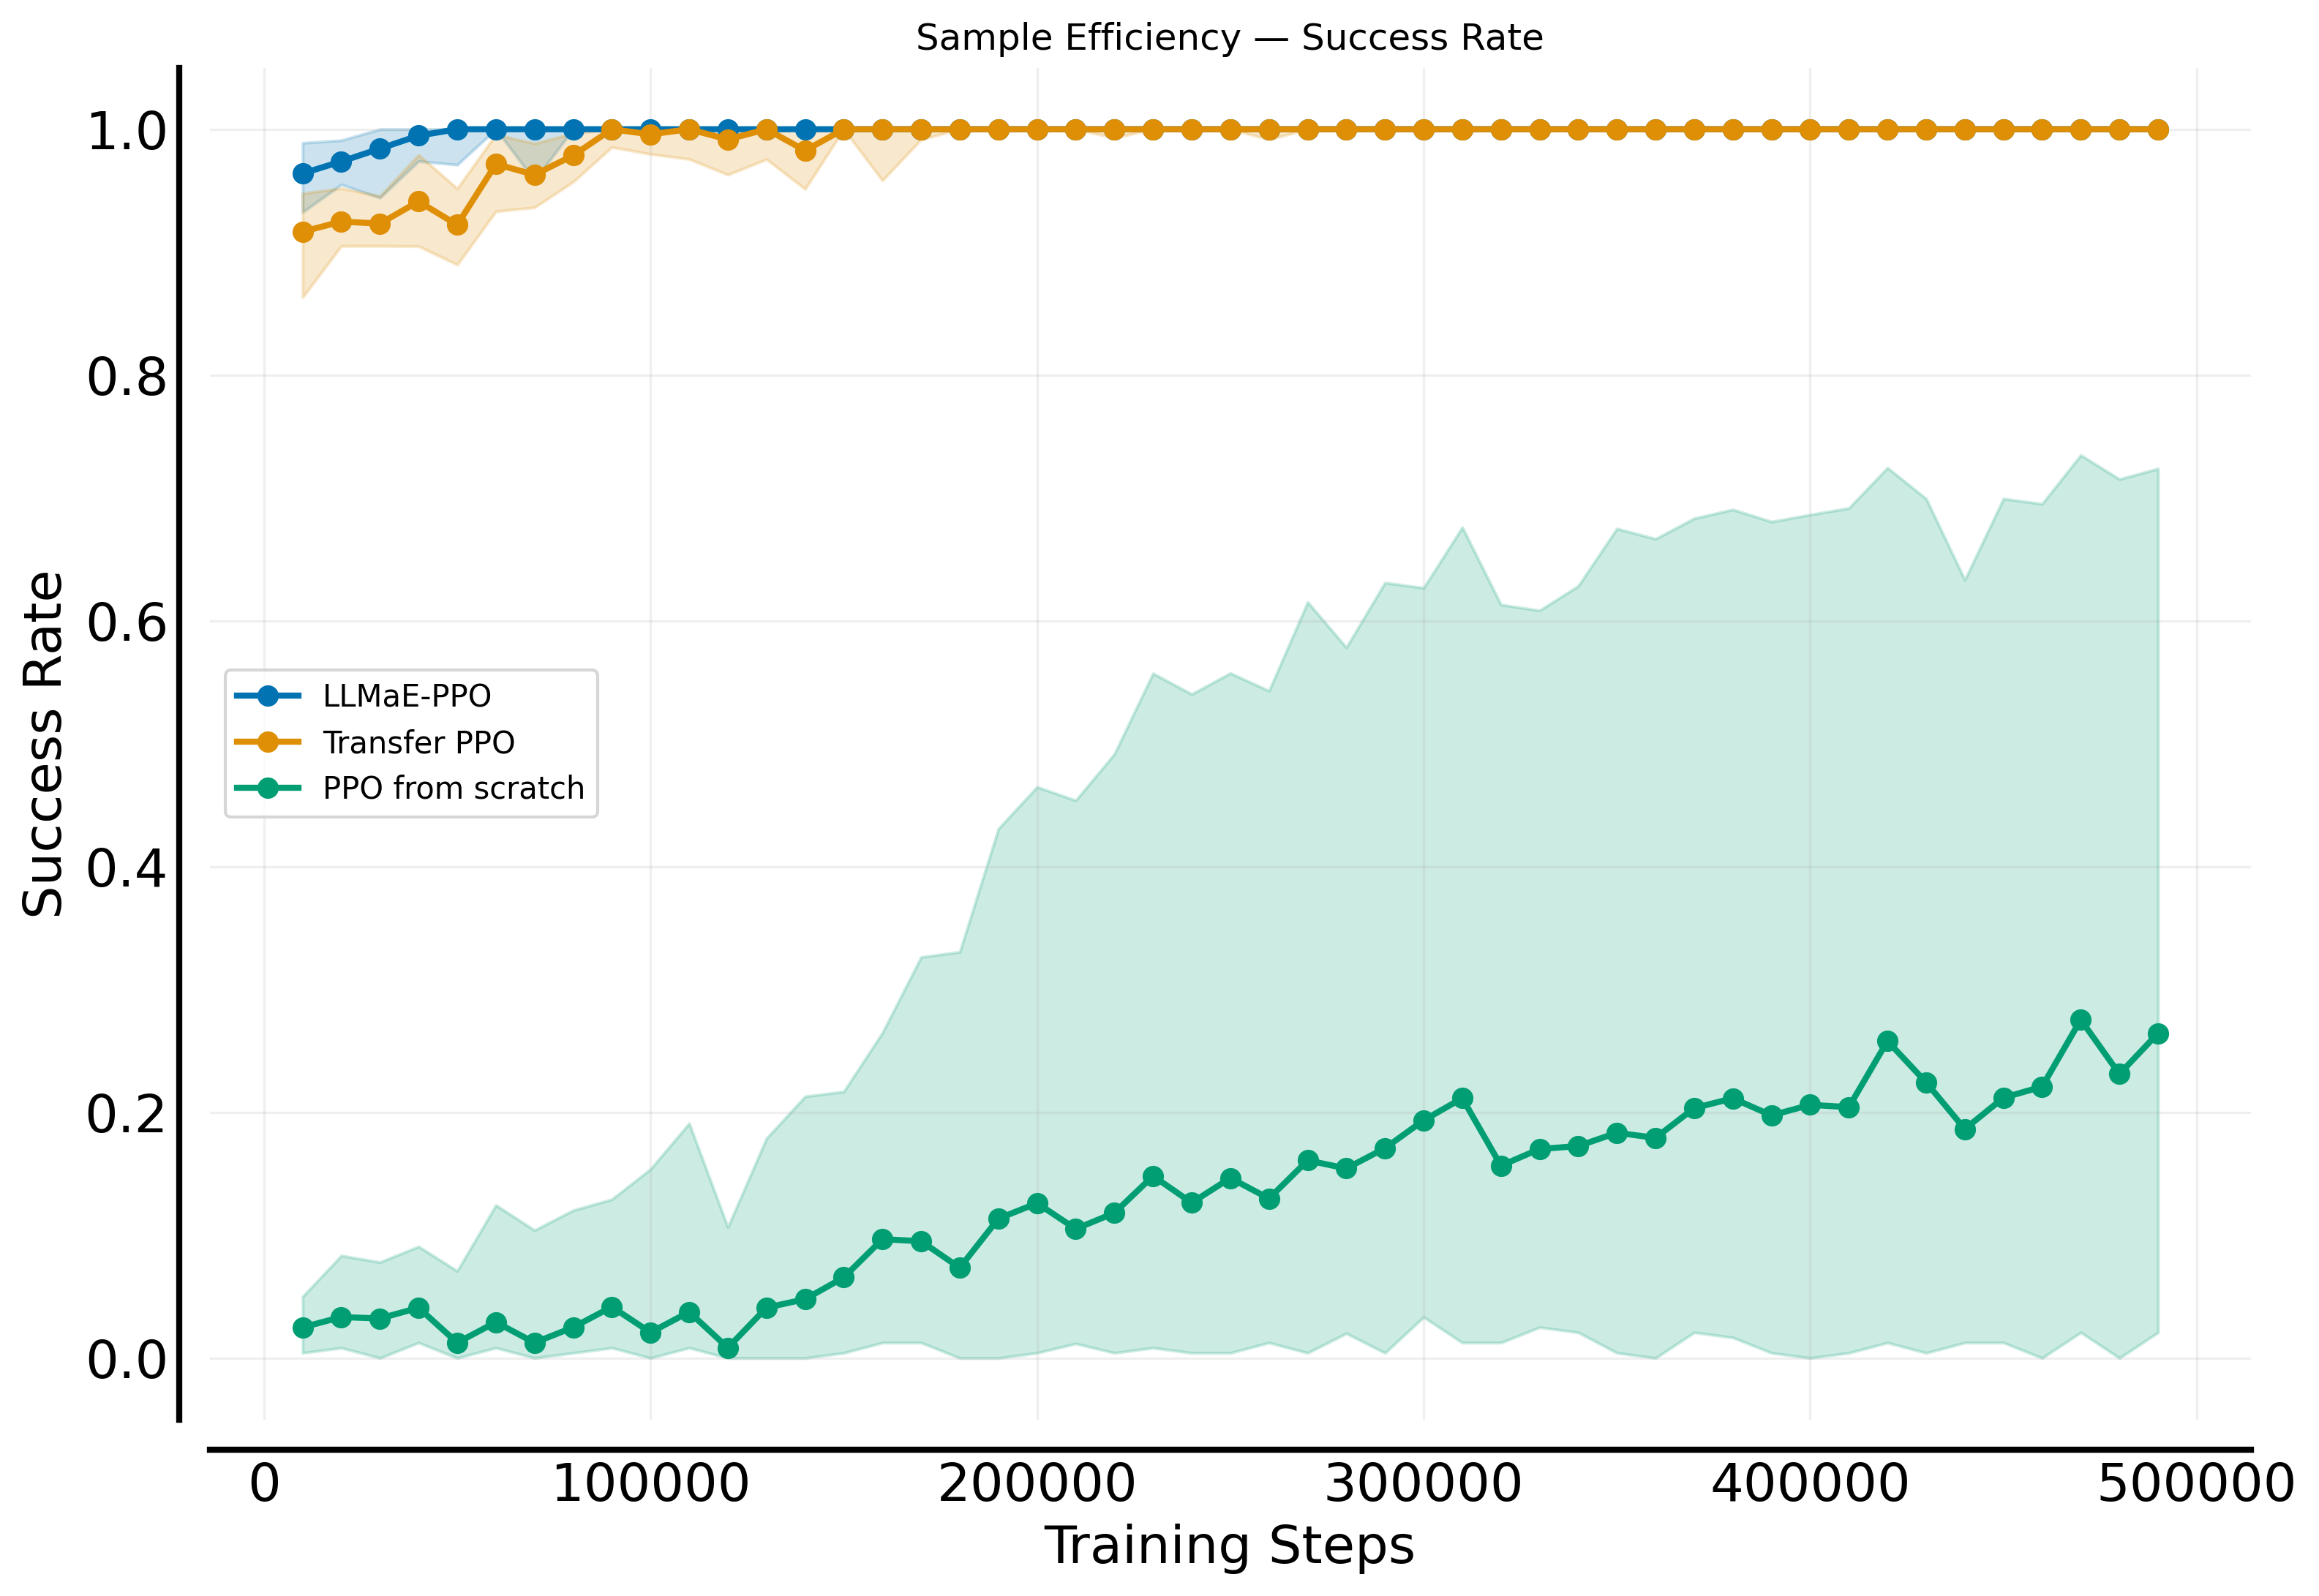 Sample Efficiency — Success Rate
Success Rate
1.0
0.8
0.6
0.4
0.2
0.0
LLMaE-PPO
Transfer PPO
PPO from scratch
0 100000 200000 300000 400000 500000
Training Steps